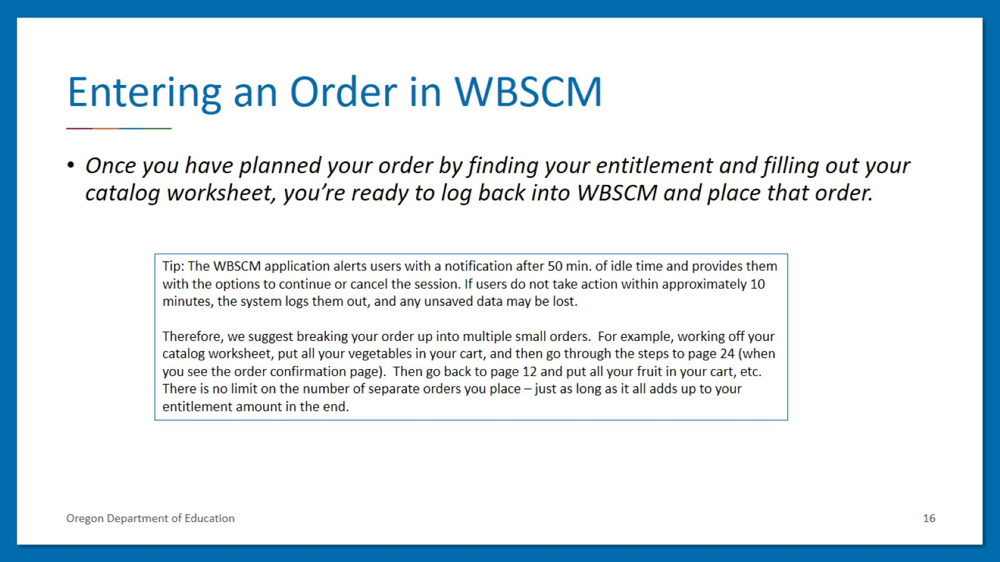 Entering an Order in WBSCM
• Once you have planned your order by finding your entitlement and filling out your
catalog worksheet, you’re ready to log back into WBSCM and place that order.
Tip: The WBSCM application alerts users with a notification after 50 min. of idle time and provides them
with the options to continue or cancel the session. If users do not take action within approximately 10
minutes, the system logs them out, and any unsaved data may be lost.
Therefore, we suggest breaking your order up into multiple small orders.  For example, working off your
catalog worksheet, put all your vegetables in your cart, and then go through the steps to page 24 (when
you see the order confirmation page).  Then go back to page 12 and put all your fruit in your cart, etc.
There is no limit on the number of separate orders you place – just as long as it all adds up to your
entitlement amount in the end.
Oregon Department of Education
16